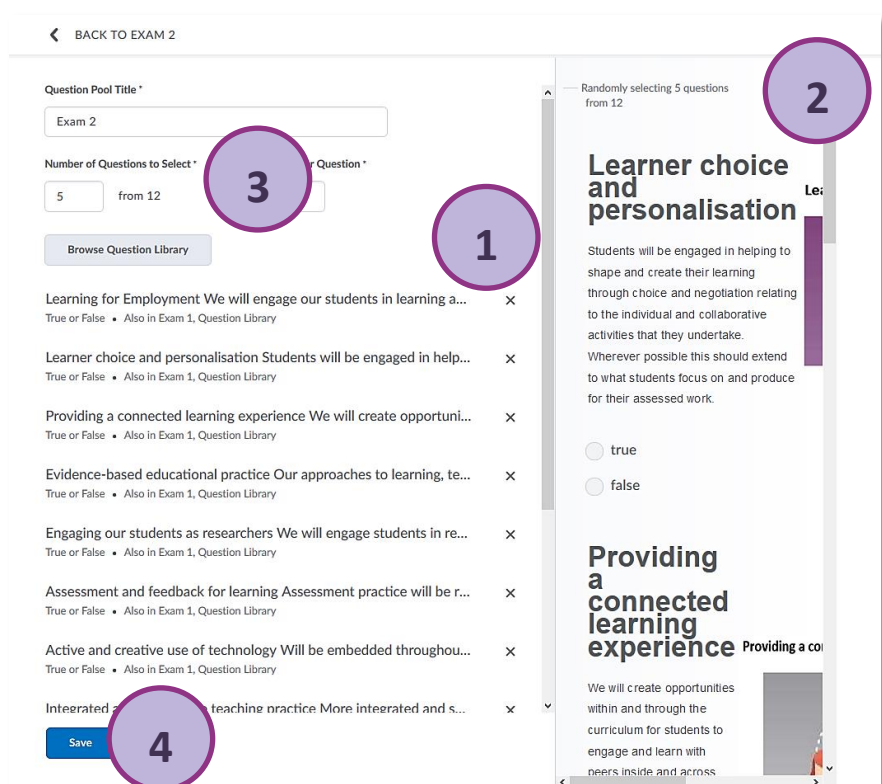 BACK TO EXAM 2
Question Pool Title *
Exam 2
Number of Questions to Select *
Question *
5
from 12
3
1
Browse Question Library
Learning for Employment We will engage our students in learning a...
True or False • Also in Exam 1, Question Library
Learner choice and personalisation Students will be engaged in help...
True or False • Also in Exam 1, Question Library
Providing a connected learning experience We will create opportuni...
True or False • Also in Exam 1, Question Library
Evidence-based educational practice Our approaches to learning, te...
True or False • Also in Exam 1, Question Library
Engaging our students as researchers We will engage students in re...
True or False • Also in Exam 1, Question Library
Assessment and feedback for learning Assessment practice will be r...
True or False • Also in Exam 1, Question Library
Active and creative use of technology Will be embedded throughou...
True or False • Also in Exam 1, Question Library
Integrated teaching practice More integrated and s...
Save
4
Randomly selecting 5 questions
from 12
2
Learner choice
and
personalisation
Students will be engaged in helping to
shape and create their learning
through choice and negotiation relating
to the individual and collaborative
activities that they undertake.
Wherever possible this should extend
to what students focus on and produce
for their assessed work.
true
false
Providing
a
connected
learning
experience
Providing a
We will create opportunities
within and through the
curriculum for students to
engage and learn with
peers inside and across